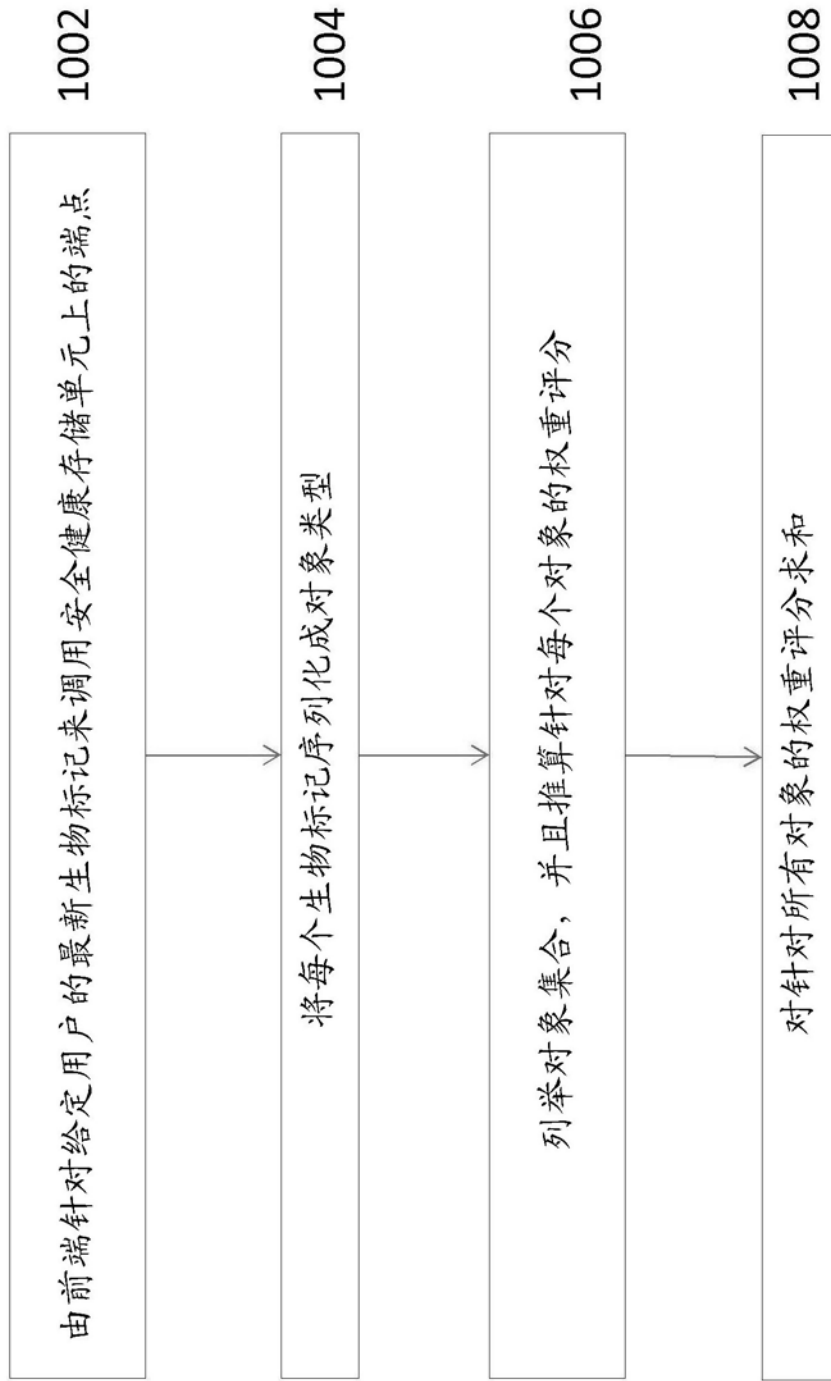 由前端针对给定用户的最新生物标记来调用安全健康存储单元上的端点
1002
将每个生物标记序列化成对象类型
1004
列举对象集合，并且推算针对每个对象的权重评分
1006
对针对所有对象的权重评分求和
1008